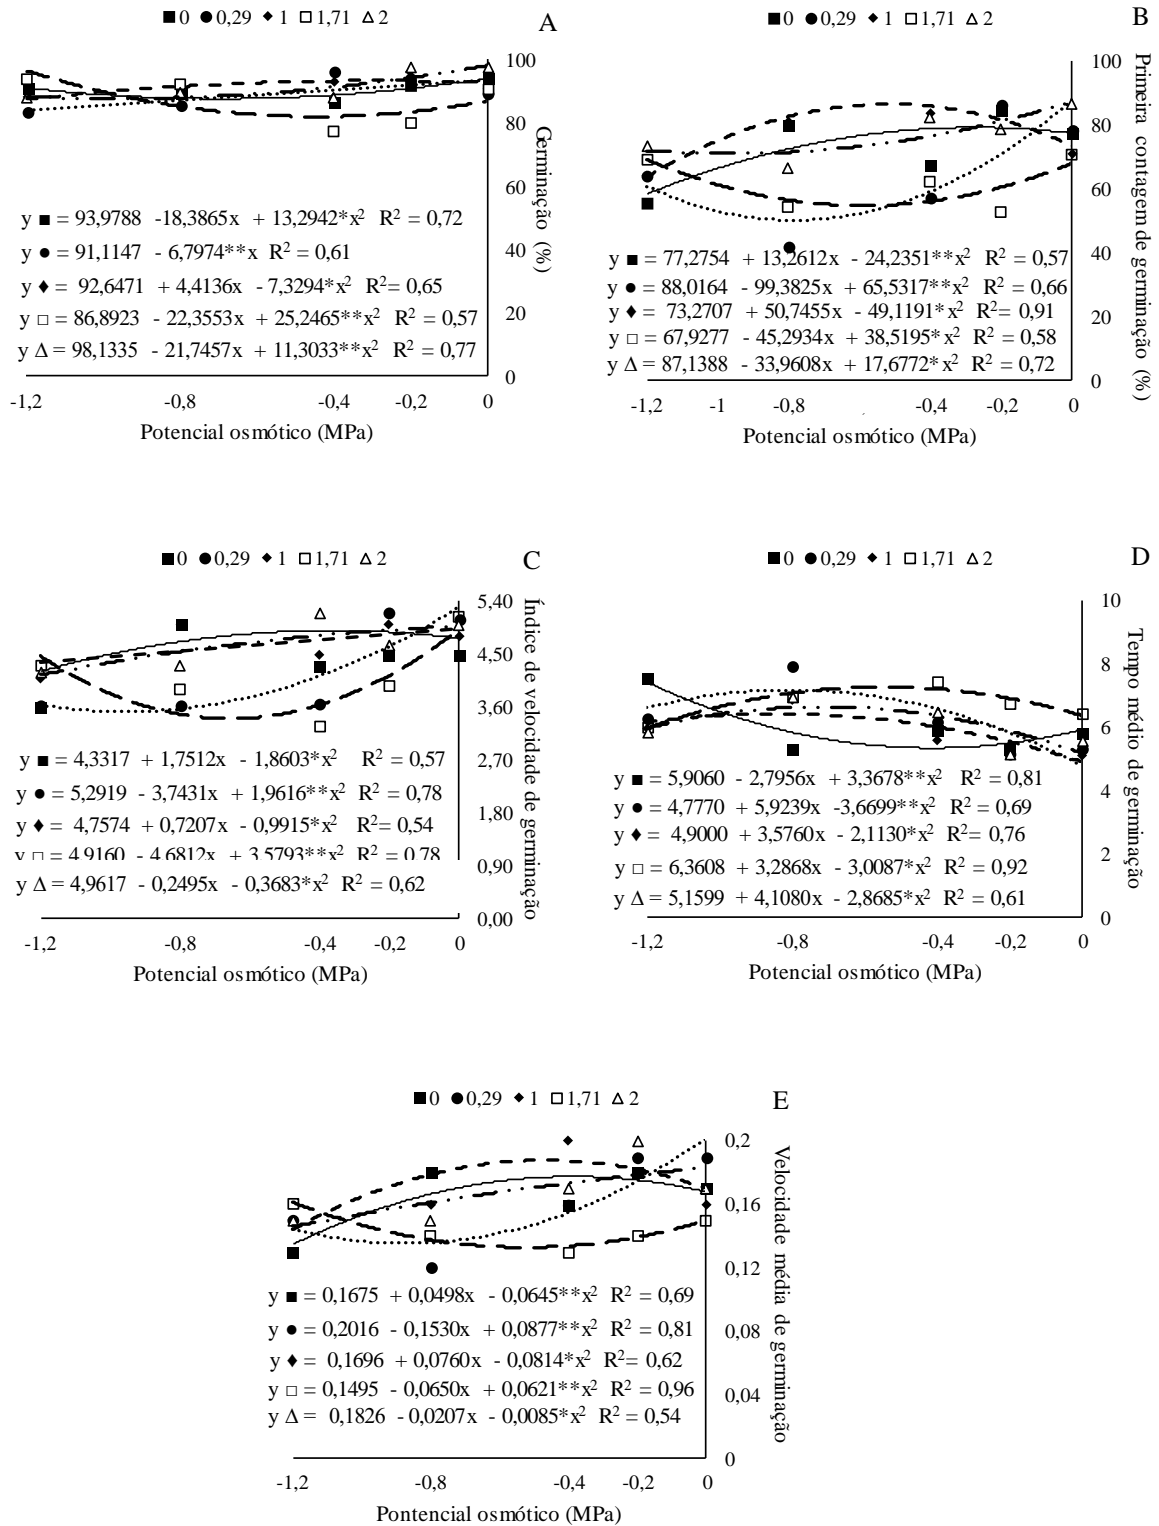 ■0 ●0,29 ◆1 □1,71 Δ2
A
100
80
60
40
20
0
Germinação (%)
y ■ = 93,9788 -18,3865x + 13,2942*x² R² = 0,72
y ● = 91,1147 - 6,7974**x R² = 0,61
y ♦ = 92,6471 + 4,4136x - 7,3294*x² R²= 0,65
y □ = 86,8923 - 22,3553x + 25,2465**x² R² = 0,57
y Δ = 98,1335 - 21,7457x + 11,3033**x² R² = 0,77
-1,2 -0,8 -0,4 -0,2 0
Potencial osmótico (MPa)
■0 ●0,29 ◆1 □1,71 Δ2
B
100
80
60
40
20
0
Primeira contagem de germinação (%)
y ■ = 77,2754 + 13,2612x - 24,2351**x² R² = 0,57
y ● = 88,0164 - 99,3825x + 65,5317**x² R² = 0,66
y ♦ = 73,2707 + 50,7455x - 49,1191*x² R²= 0,91
y □ = 67,9277 - 45,2934x + 38,5195*x² R² = 0,58
y Δ = 87,1388 - 33,9608x + 17,6772*x² R² = 0,72
-1,2 -1 -0,8 -0,4 -0,2 0
Potencial osmótico (MPa)
■0 ●0,29 ◆1 □1,71 Δ2
C
5,40
4,50
3,60
2,70
1,80
0,90
0,00
Índice de velocidade de germinação
y ■ = 4,3317 + 1,7512x - 1,8603*x² R² = 0,57
y ● = 5,2919 - 3,7431x + 1,9616**x² R² = 0,78
y ♦ = 4,7574 + 0,7207x - 0,9915*x² R²= 0,54
y □ = 4,9160 - 4,6812x + 3,5793**x² R² = 0,78
y Δ = 4,9617 - 0,2495x - 0,3683*x² R² = 0,62
-1,2 -0,8 -0,4 -0,2 0
Potencial osmótico (MPa)
■0 ●0,29 ◆1 □1,71 Δ2
D
10
8
6
4
2
0
Tempo médio de germinação
y ■ = 5,9060 - 2,7956x + 3,3678**x² R² = 0,81
y ● = 4,7770 + 5,9239x -3,6699**x² R² = 0,69
y ♦ = 4,9000 + 3,5760x - 2,1130*x² R²= 0,76
y □ = 6,3608 + 3,2868x - 3,0087*x² R² = 0,92
y Δ = 5,1599 + 4,1080x - 2,8685*x² R² = 0,61
-1,2 -0,8 -0,4 -0,2 0
Potencial osmótico (MPa)
■0 ●0,29 ◆1 □1,71 Δ2
E
0,2
0,16
0,12
0,08
0,04
0
Velocidade média de germinação
y ■ = 0,1675 + 0,0498x - 0,0645**x² R² = 0,69
y ● = 0,2016 - 0,1530x + 0,0877**x² R² = 0,81
y ♦ = 0,1696 + 0,0760x - 0,0814*x² R²= 0,62
y □ = 0,1495 - 0,0650x + 0,0621**x² R² = 0,96
y Δ = 0,1826 - 0,0207x - 0,0085*x² R² = 0,54
-1,2 -0,8 -0,4 -0,2 0
Pontencial osmótico (MPa)